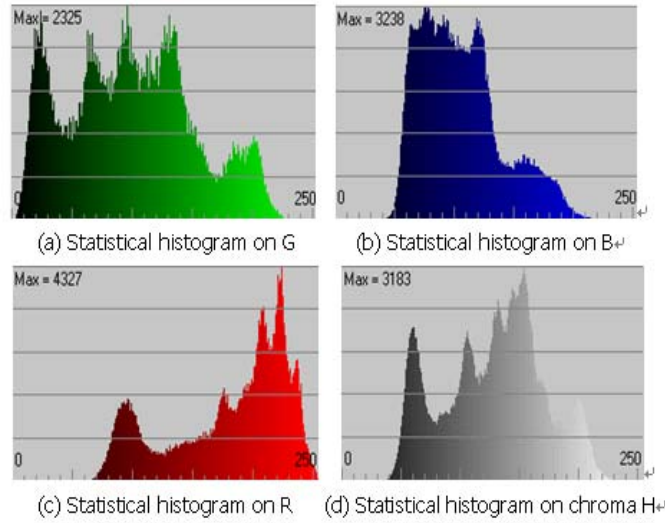 Max = 2325
0 250
(a) Statistical histogram on G
Max = 3238
0 250
(b) Statistical histogram on B↵
Max = 4327
0 250
(c) Statistical histogram on R
Max = 3183
0 250
(d) Statistical histogram on chroma H↵